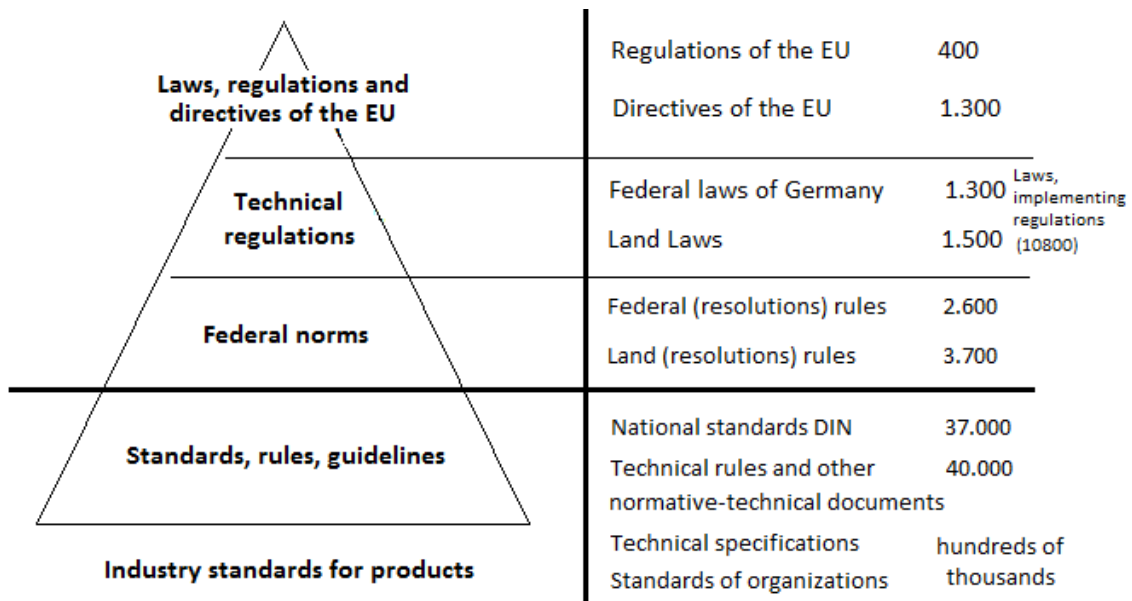 Laws, regulations and
directives of the EU
Regulations of the EU 400
Directives of the EU 1.300
Technical
regulations
Federal laws of Germany 1.300
Land Laws 1.500
Laws,
implementing
regulations
(10800)
Federal norms
Federal (resolutions) rules 2.600
Land (resolutions) rules 3.700
Standards, rules, guidelines
National standards DIN 37.000
Technical rules and other 40.000
normative-technical documents
Industry standards for products
Technical specifications
Standards of organizations
hundreds of
thousands